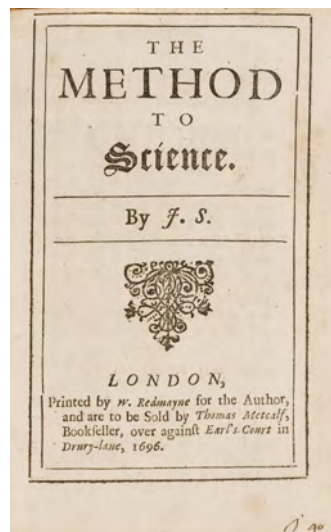 THE
METHOD
TO
Science.
By J. S.
LONDON,
Printed by W. Redmayne for the Author,
and are to be Sold by Thomas Metcalf,
Bookſeller, over againſt Earl's-Court in
Drury-lane, 1696.